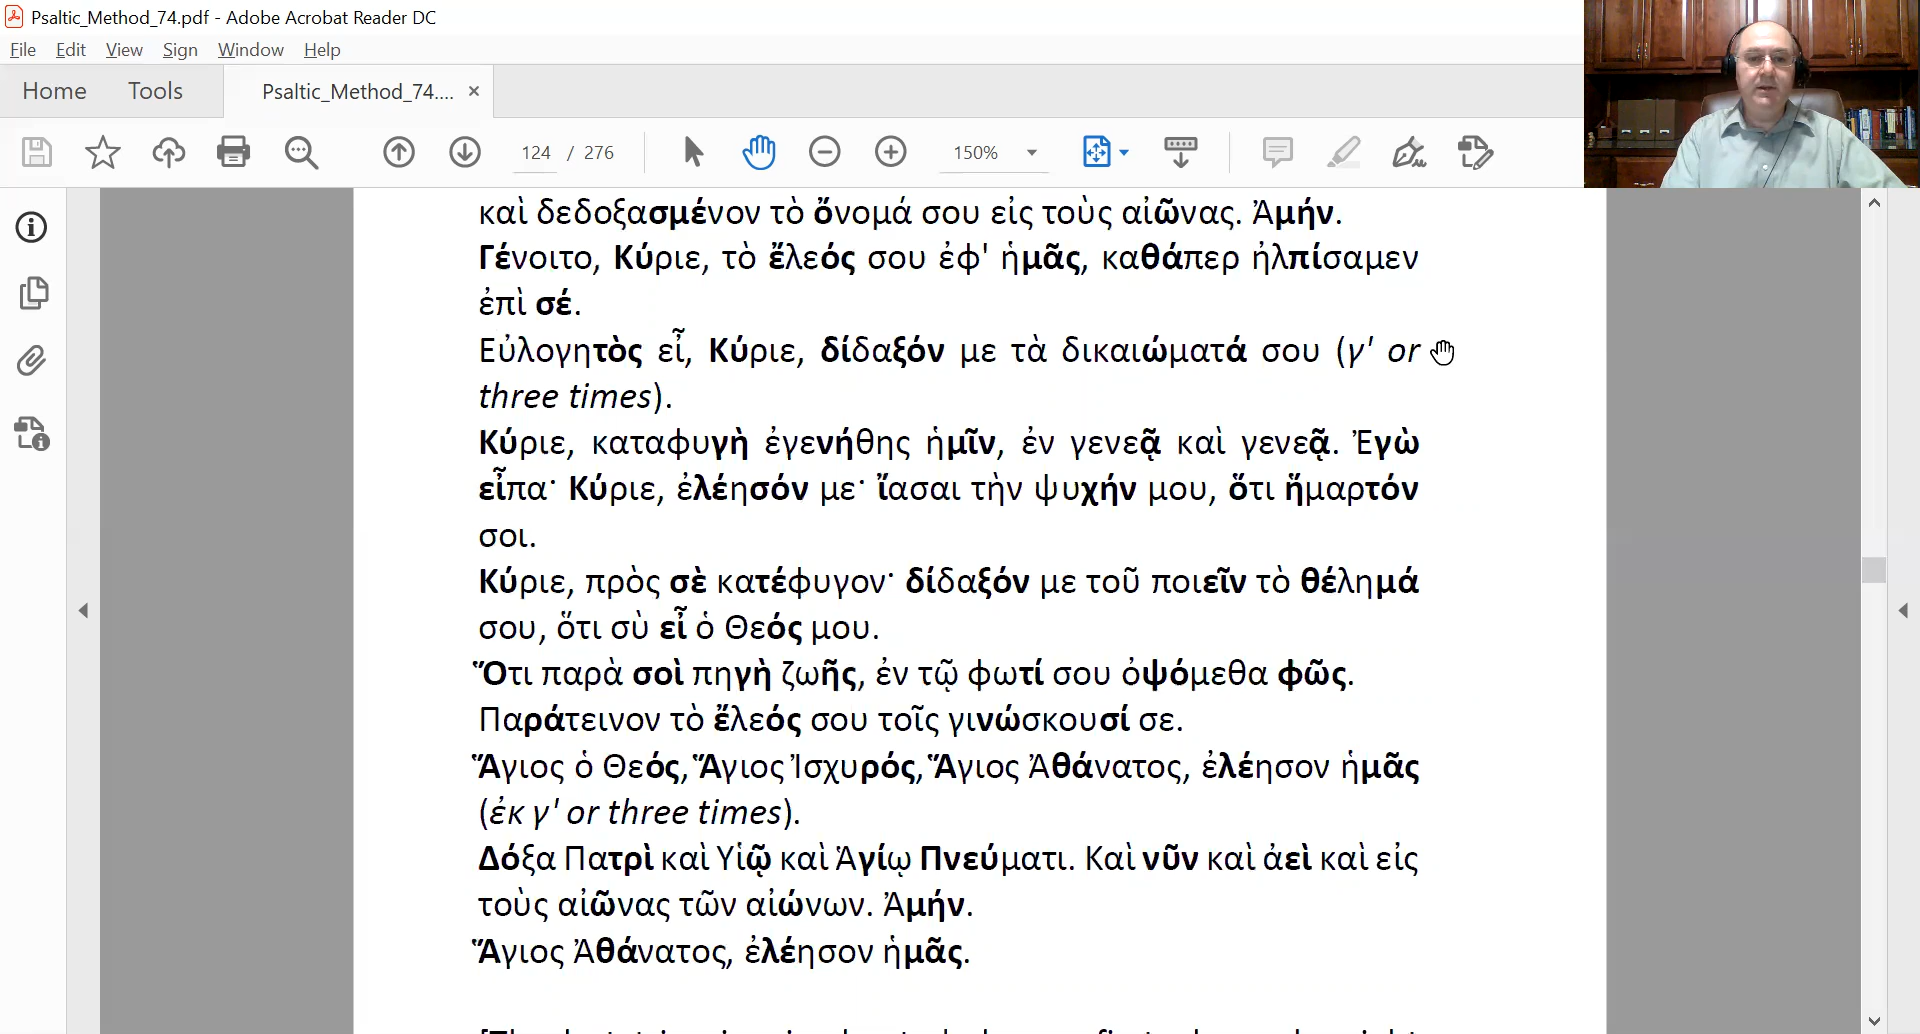 Psaltic_Method_74.pdf - Adobe Acrobat Reader DC
File Edit View Sign Window Help
Home Tools Psaltic_Method_74.... ×
124 / 276 150%
καὶ δεδοξασμένον τὸ ὄνομά σου εἰς τοὺς αἰῶνας. Ἀμήν.
Γένοιτο, Κύριε, τὸ ἔλεός σου ἐφ' ἡμᾶς, καθάπερ ἠλπίσαμεν
ἐπὶ σέ.
Εὐλογητὸς εἶ, Κύριε, δίδαξόν με τὰ δικαιώματά σου (γ' or
three times).
Κύριε, καταφυγὴ ἐγενήθης ἡμῖν, ἐν γενεᾷ καὶ γενεᾷ. Ἐγὼ
εἶπα· Κύριε, ἐλέησόν με· ἴασαι τὴν ψυχήν μου, ὅτι ἥμαρτόν
σοι.
Κύριε, πρὸς σὲ κατέφυγον· δίδαξόν με τοῦ ποιεῖν τὸ θέλημά
σου, ὅτι σὺ εἶ ὁ Θεός μου.
Ὅτι παρὰ σοὶ πηγὴ ζωῆς, ἐν τῷ φωτί σου ὀψόμεθα φῶς.
Παράτεινον τὸ ἔλεός σου τοῖς γινώσκουσί σε.
Ἅγιος ὁ Θεός, Ἅγιος Ἰσχυρός, Ἅγιος Ἀθάνατος, ἐλέησον ἡμᾶς
(ἐκ γ' or three times).
Δόξα Πατρὶ καὶ Υἱῷ καὶ Ἁγίῳ Πνεύματι. Καὶ νῦν καὶ ἀεὶ καὶ εἰς
τοὺς αἰῶνας τῶν αἰώνων. Ἀμήν.
Ἅγιος Ἀθάνατος, ἐλέησον ἡμᾶς.